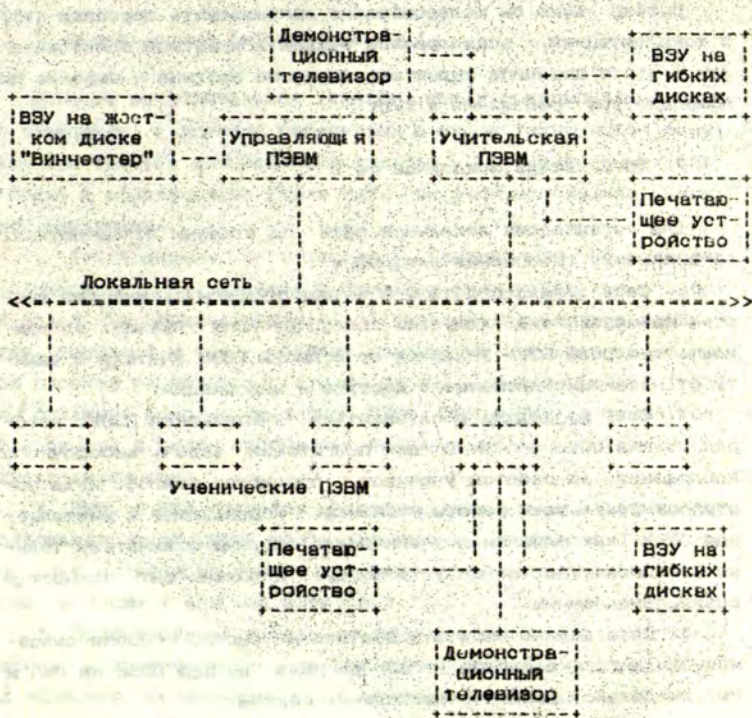 Демонстра-
ционный
телевизор
ВЗУ на
гибких
дисках
ВЗУ на жост-
ком диске
"Винчестер"
Управляющ я
ПЭВМ
Учительская
ПЭВМ
Печатаю-
щее уст-
ройство
Локальная сеть
Ученические ПЭВМ
Печатаю-
щее уст-
ройство
ВЗУ на
гибких
дисках
Демонстра-
ционный
телевизор